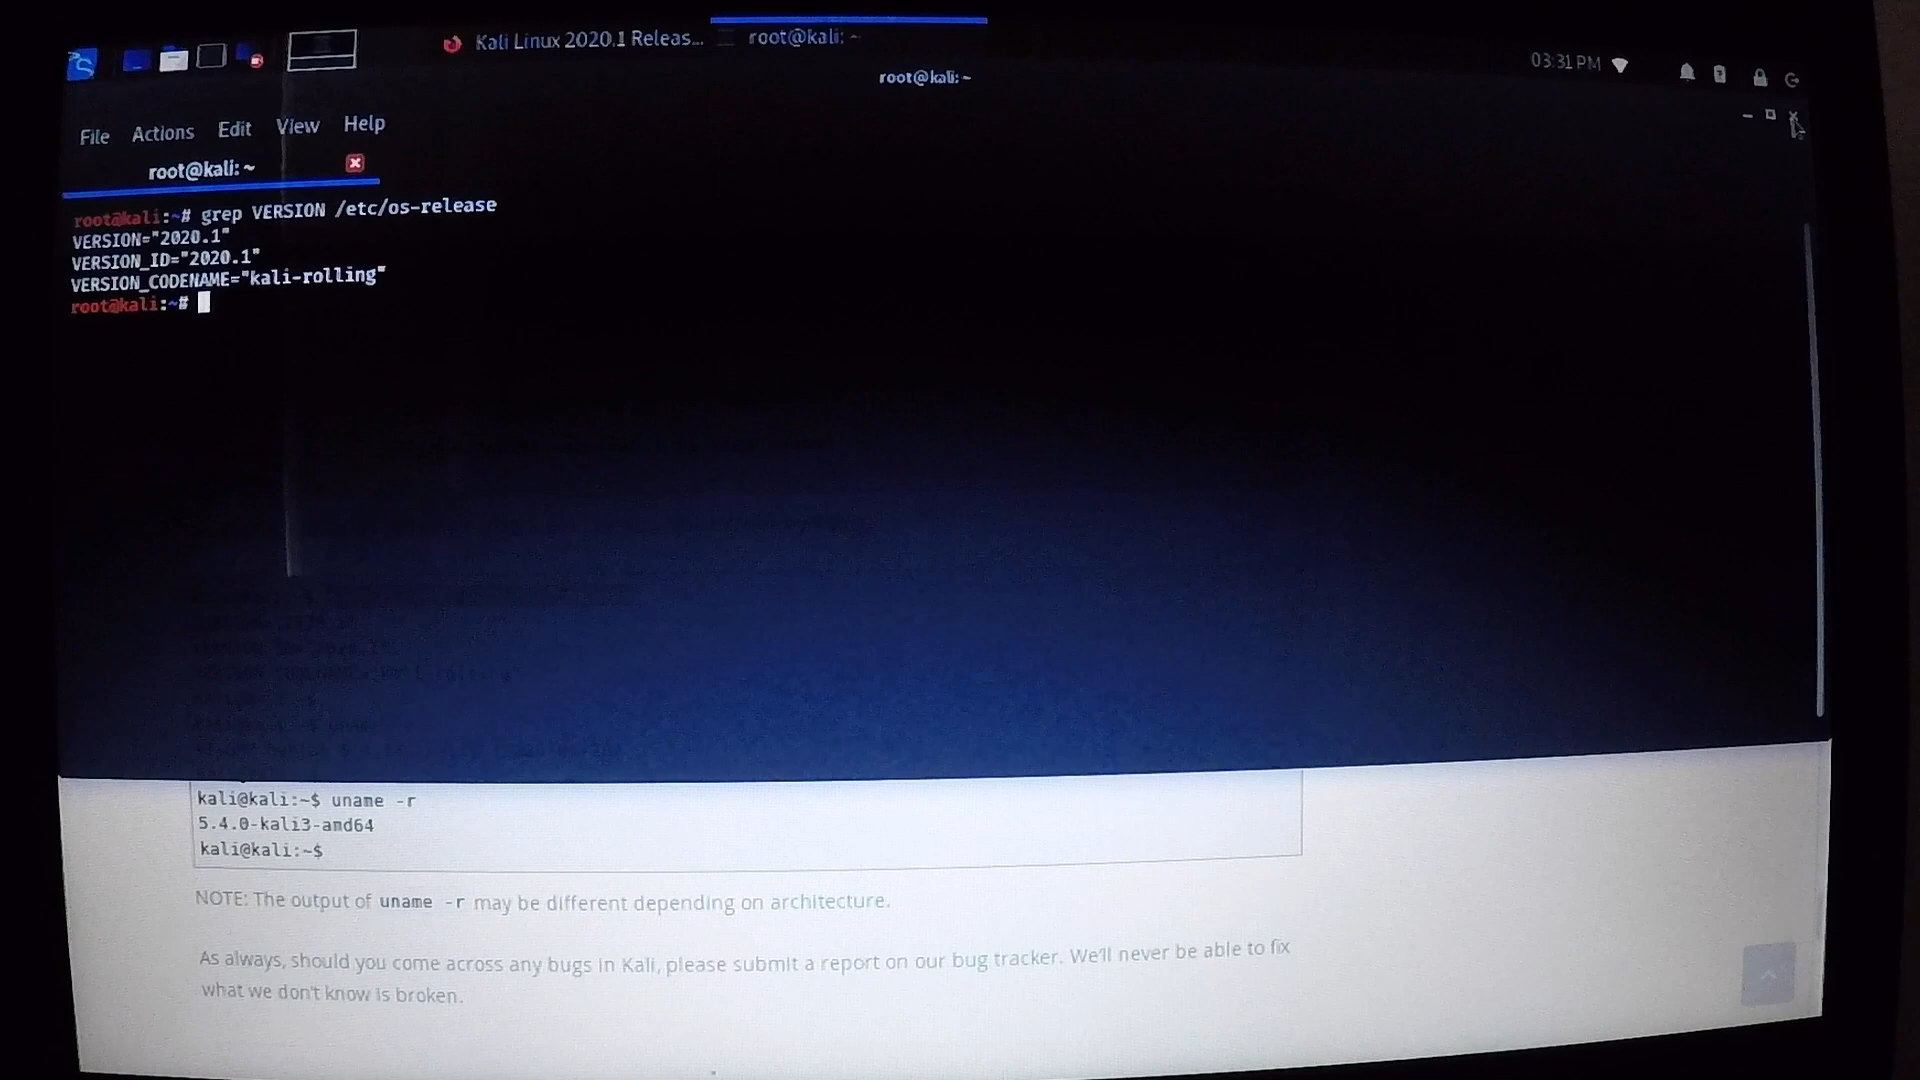 Kali Linux 2020.1 Releas...
root@kali: ~
03:31 PM
root@kali: ~
File Actions Edit View Help
root@kali: ~
root@kali:~# grep VERSION /etc/os-release
VERSION="2020.1"
VERSION_ID="2020.1"
VERSION_CODENAME="kali-rolling"
root@kali:~#
kali@kali:~$ uname -r
5.4.0-kali3-amd64
kali@kali:~$
NOTE: The output of uname -r may be different depending on architecture.
As always, should you come across any bugs in Kali, please submit a report on our bug tracker. We'll never be able to fix
what we don't know is broken.